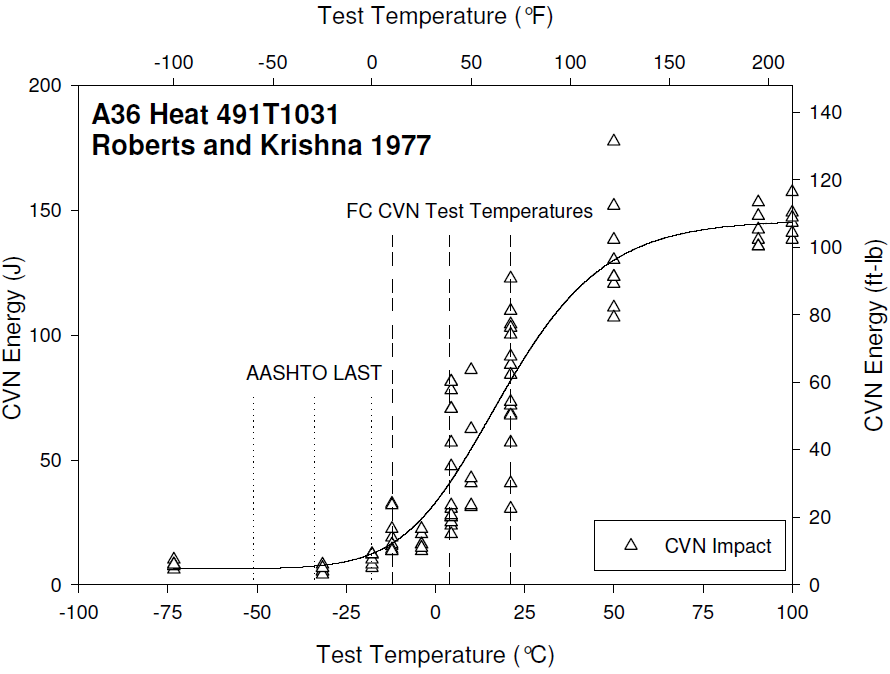 Test Temperature (°F)
-100 -50 0 50 100 150 200
A36 Heat 491T1031
Roberts and Krishna 1977
FC CVN Test Temperatures
AASHTO LAST
CVN Energy (J)
200
150
100
50
0
CVN Energy (ft-lb)
140
120
100
80
60
40
20
0
CVN Impact
-100 -75 -50 -25 0 25 50 75 100
Test Temperature (°C)